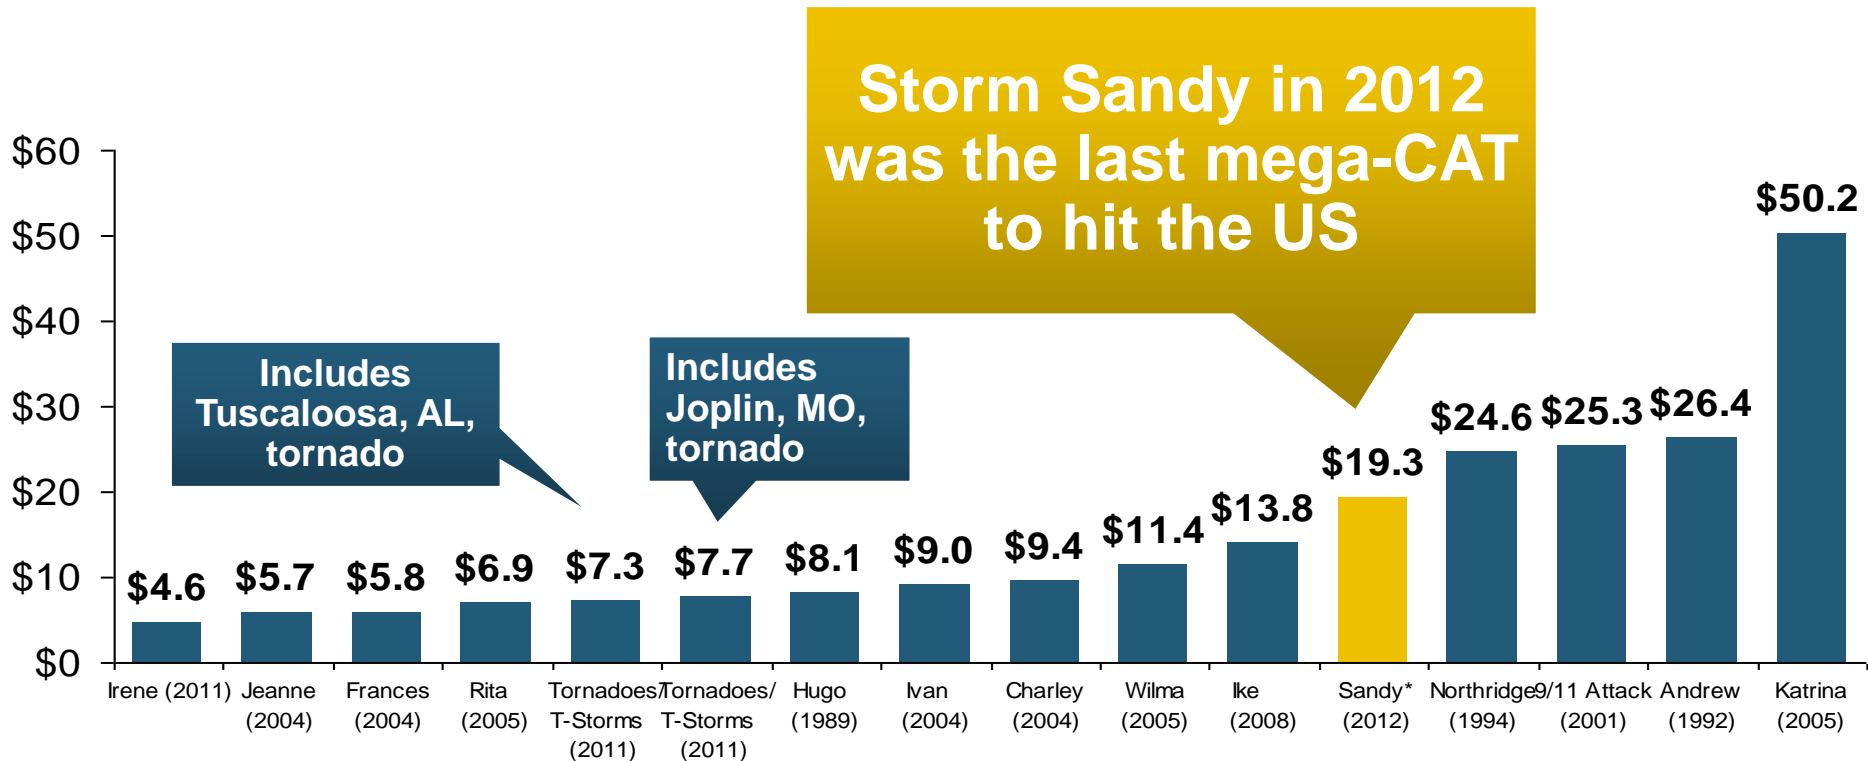 Storm Sandy in 2012
was the last mega-CAT
to hit the US
$60
$50
$40
$30
$20
$10
$0
Includes
Tuscaloosa, AL,
tornado
Includes
Joplin, MO,
tornado
$4.6
$5.7
$5.8
$6.9
$7.3
$7.7
$8.1
$9.0
$9.4
$11.4
$13.8
$19.3
$24.6
$25.3
$26.4
$50.2
Irene (2011)
Jeanne
(2004)
Frances
(2004)
Rita
(2005)
Tornadoes/
T-Storms
(2011)
Tornadoes/
T-Storms
(2011)
Hugo
(1989)
Ivan
(2004)
Charley
(2004)
Wilma
(2005)
Ike
(2008)
Sandy*
(2012)
Northridge
(1994)
9/11 Attack
(2001)
Andrew
(1992)
Katrina
(2005)